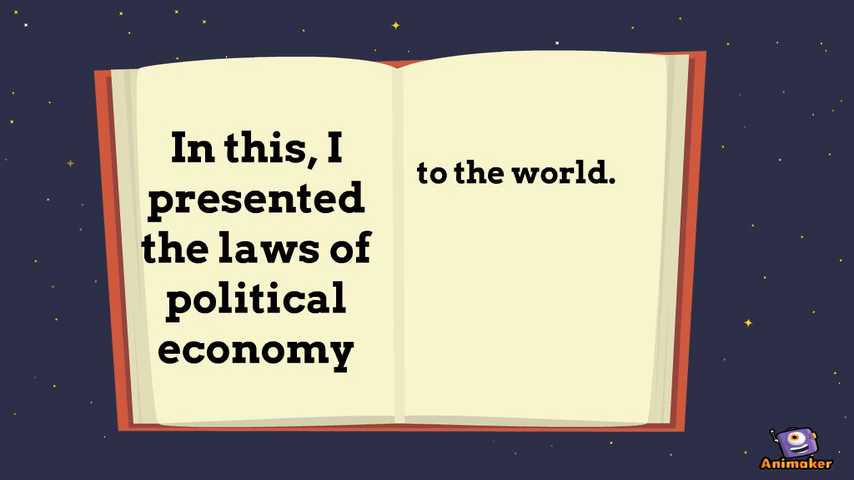 In this, I
presented
the laws of
political
economy
to the world.
Animaker